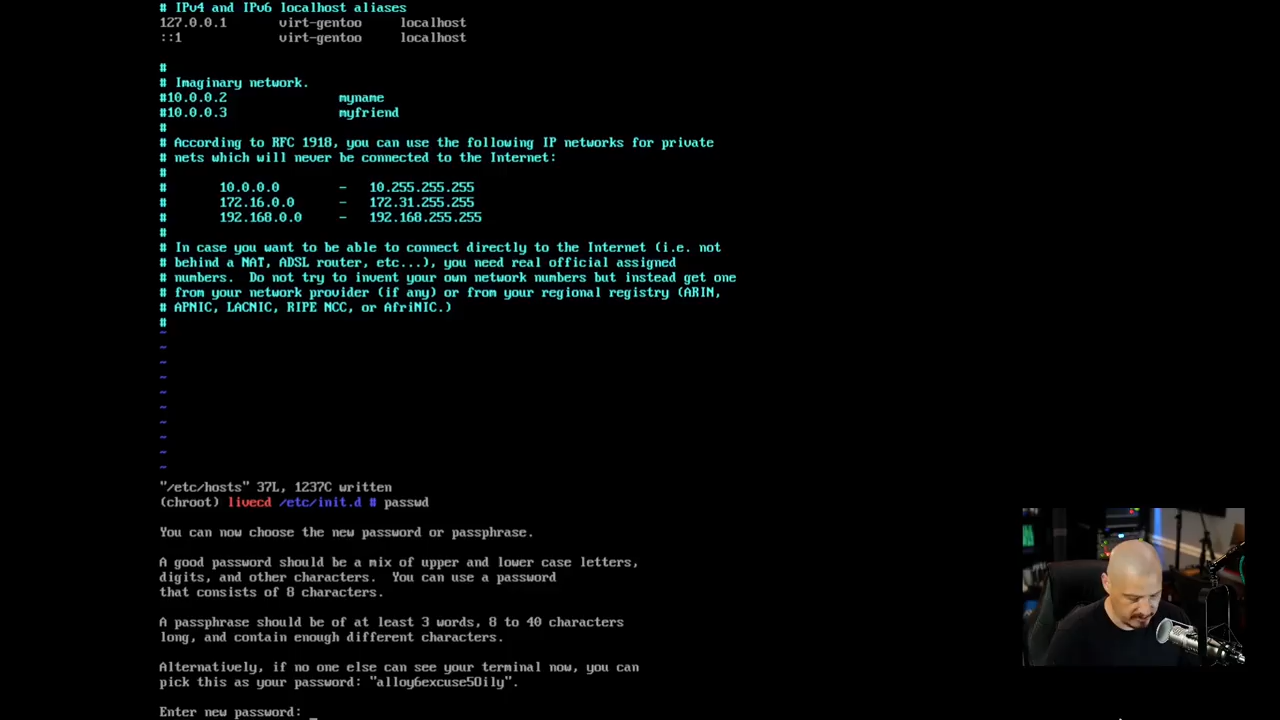 # IPv4 and IPv6 localhost aliases
127.0.0.1 virt-gentoo localhost
::1 virt-gentoo localhost
#
# Imaginary network.
#10.0.0.2 myname
#10.0.0.3 myfriend
#
# According to RFC 1918, you can use the following IP networks for private
# nets which will never be connected to the Internet:
#
# 10.0.0.0 - 10.255.255.255
# 172.16.0.0 - 172.31.255.255
# 192.168.0.0 - 192.168.255.255
#
# In case you want to be able to connect directly to the Internet (i.e. not
# behind a NAT, ADSL router, etc...), you need real official assigned
# numbers. Do not try to invent your own network numbers but instead get one
# from your network provider (if any) or from your regional registry (ARIN,
# APNIC, LACNIC, RIPE NCC, or AfriNIC.)
#
~
~
~
~
~
~
~
~
~
~
"/etc/hosts" 37L, 1237C written
(chroot) livecd /etc/init.d # passwd
You can now choose the new password or passphrase.
A good password should be a mix of upper and lower case letters,
digits, and other characters. You can use a password
that consists of 8 characters.
A passphrase should be of at least 3 words, 8 to 40 characters
long, and contain enough different characters.
Alternatively, if no one else can see your terminal now, you can
pick this as your password: "alloy6excuse5Oily".
Enter new password: _